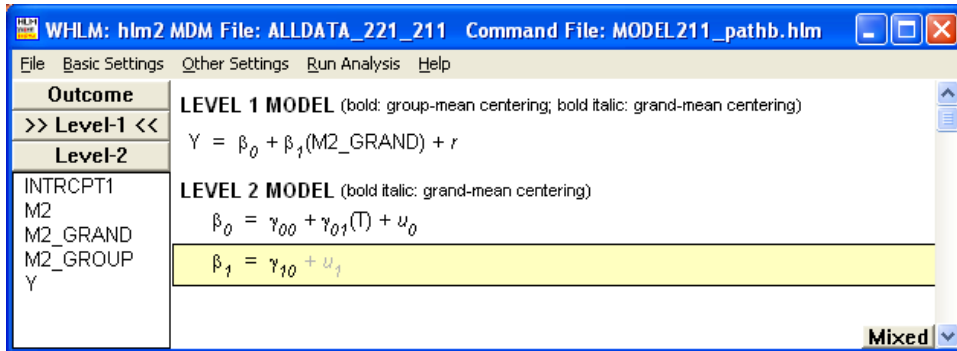 WHLM: hlm2 MDM File: ALLDATA_221_211 Command File: MODEL211_pathb.hlm
File Basic Settings Other Settings Run Analysis Help
Outcome
>> Level-1 <<
Level-2
INTRCPT1
M2
M2_GRAND
M2_GROUP
Y
LEVEL 1 MODEL (bold: group-mean centering; bold italic: grand-mean centering)
Y = β0 + β1(M2_GRAND) + r
LEVEL 2 MODEL (bold italic: grand-mean centering)
β0 = γ00 + γ01(T) + u0
β1 = γ10 + u1
Mixed